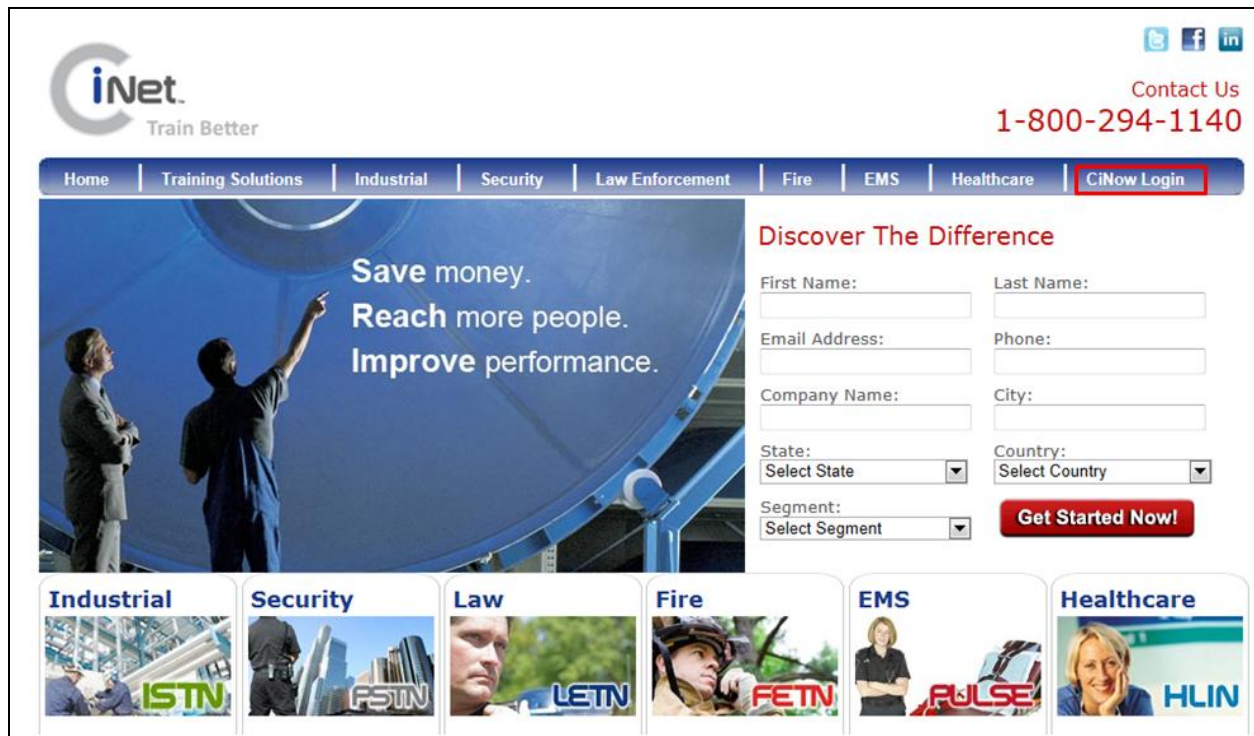 CiNet™
Train Better
Contact Us
1-800-294-1140
Home
Training Solutions
Industrial
Security
Law Enforcement
Fire
EMS
Healthcare
CiNow Login
Save money.
Reach more people.
Improve performance.
Discover The Difference
First Name:
Last Name:
Email Address:
Phone:
Company Name:
City:
State:
Country:
Select State
Select Country
Segment:
Select Segment
Get Started Now!
Industrial
Security
Law
Fire
EMS
Healthcare
ISTN
PSTN
LETN
FETN
PULSE
HLIN